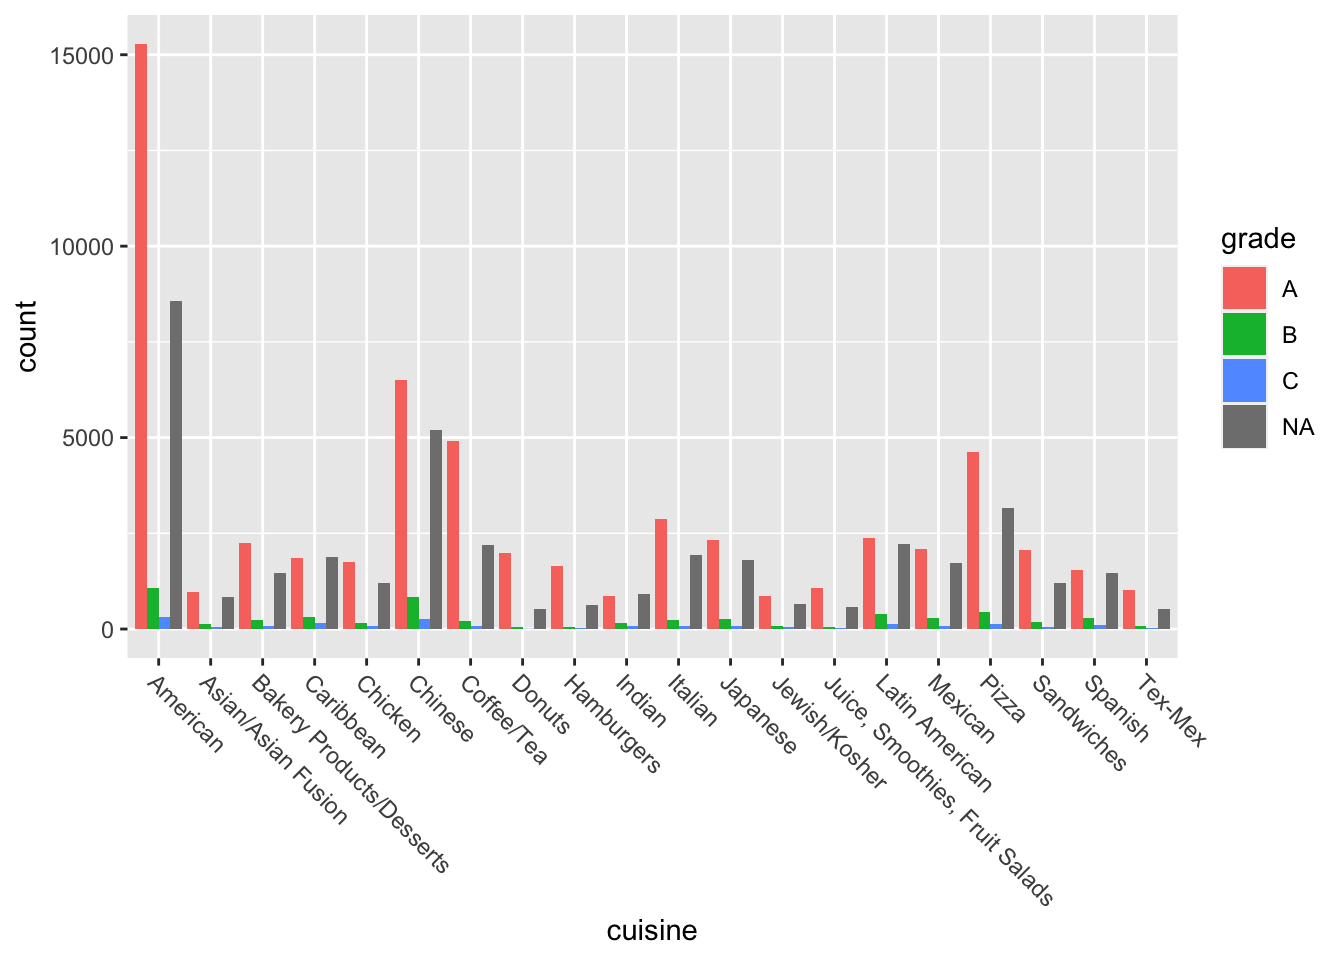 15000
10000
5000
0
count
American
Asian/Asian Fusion
Bakery Products/Desserts
Caribbean
Chicken
Chinese
Coffee/Tea
Donuts
Hamburgers
Indian
Italian
Japanese
Jewish/Kosher
Juice, Smoothies, Fruit Salads
Latin American
Mexican
Pizza
Sandwiches
Spanish
Tex-Mex
cuisine
grade
A
B
C
NA